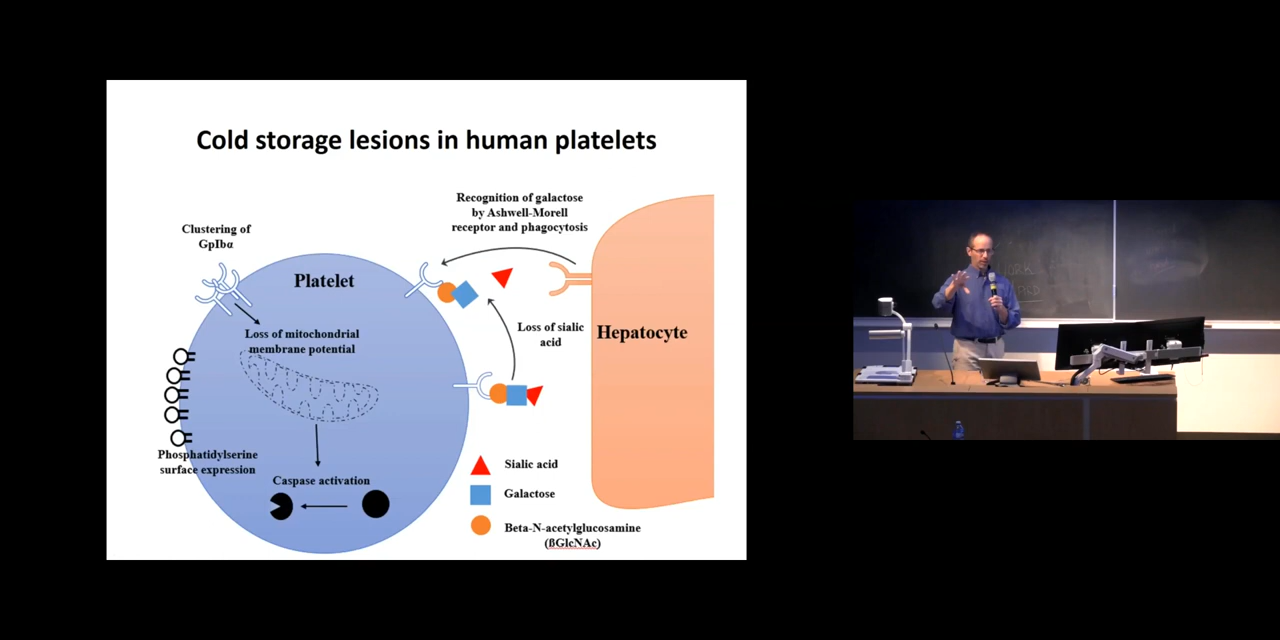 Cold storage lesions in human platelets
Recognition of galactose
by Ashwell-Morell
receptor and phagocytosis
Clustering of
GpIbα
Platelet
Loss of mitochondrial
membrane potential
Loss of sialic
acid
Hepatocyte
Phosphatidylserine
surface expression
Caspase activation
Sialic acid
Galactose
Beta-N-acetylglucosamine
(ßGlcNAc)